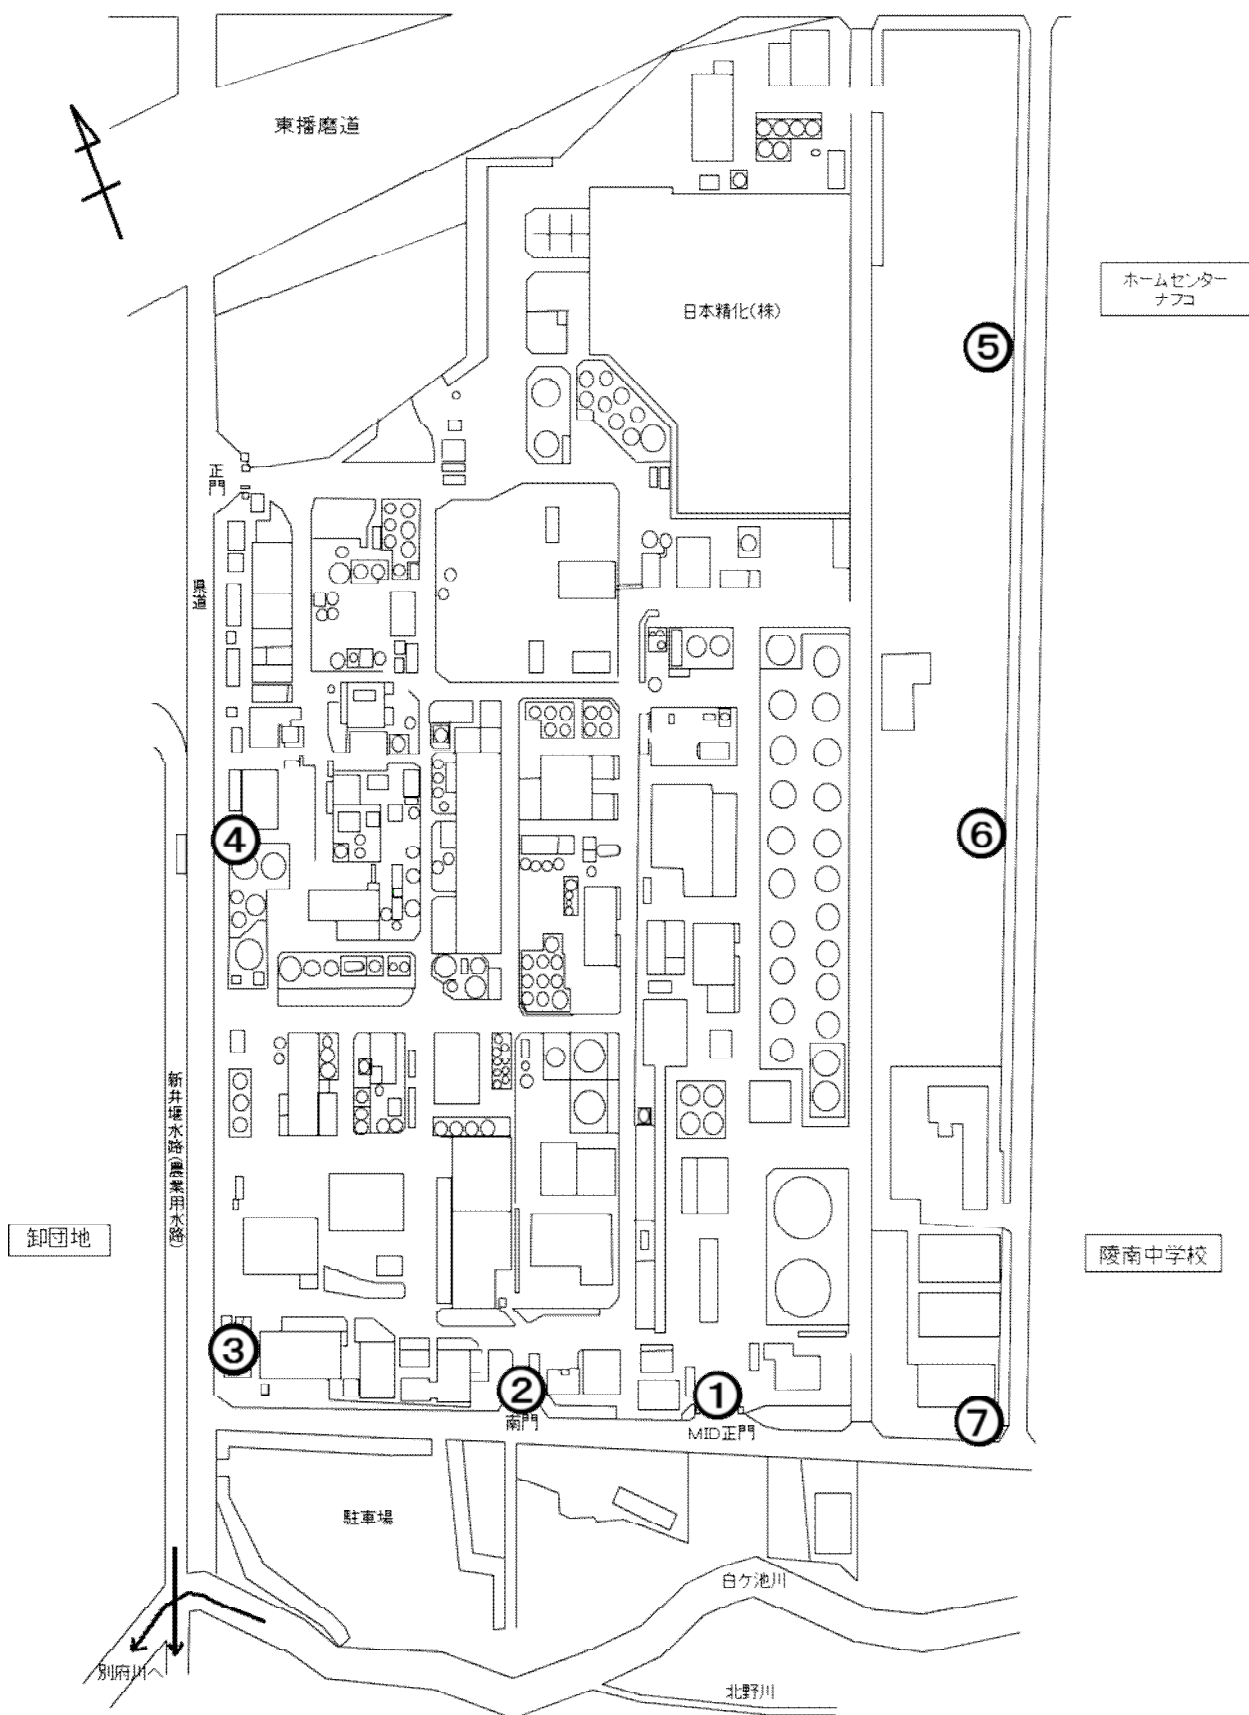 東播磨道
ホームセンター
ナフコ
日本精化(株)
⑤
正門
県道
⑥
④
新井堰水路(農業用水路)
卸団地
陵南中学校
③
②
①
南門
MID正門
⑦
駐車場
白ケ池川
別府川へ
北野川